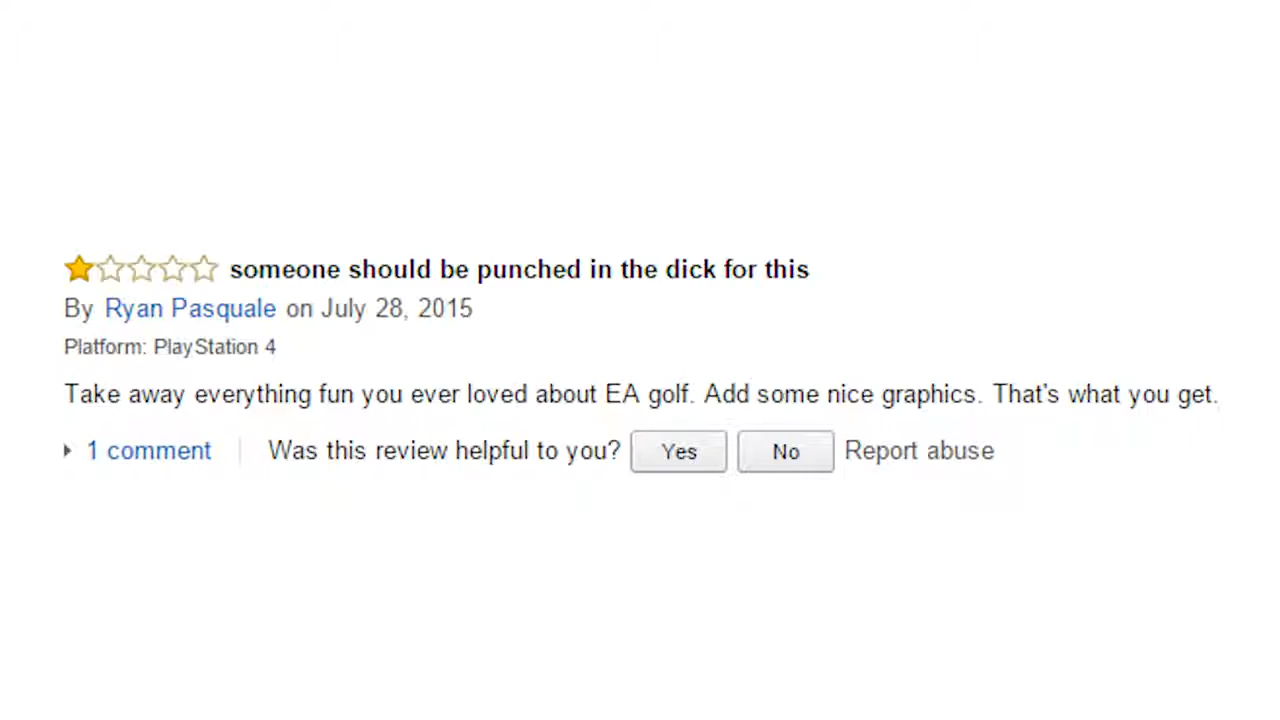 someone should be punched in the dick for this
By Ryan Pasquale on July 28, 2015
Platform: PlayStation 4
Take away everything fun you ever loved about EA golf. Add some nice graphics. That's what you get.
1 comment Was this review helpful to you? Yes No Report abuse